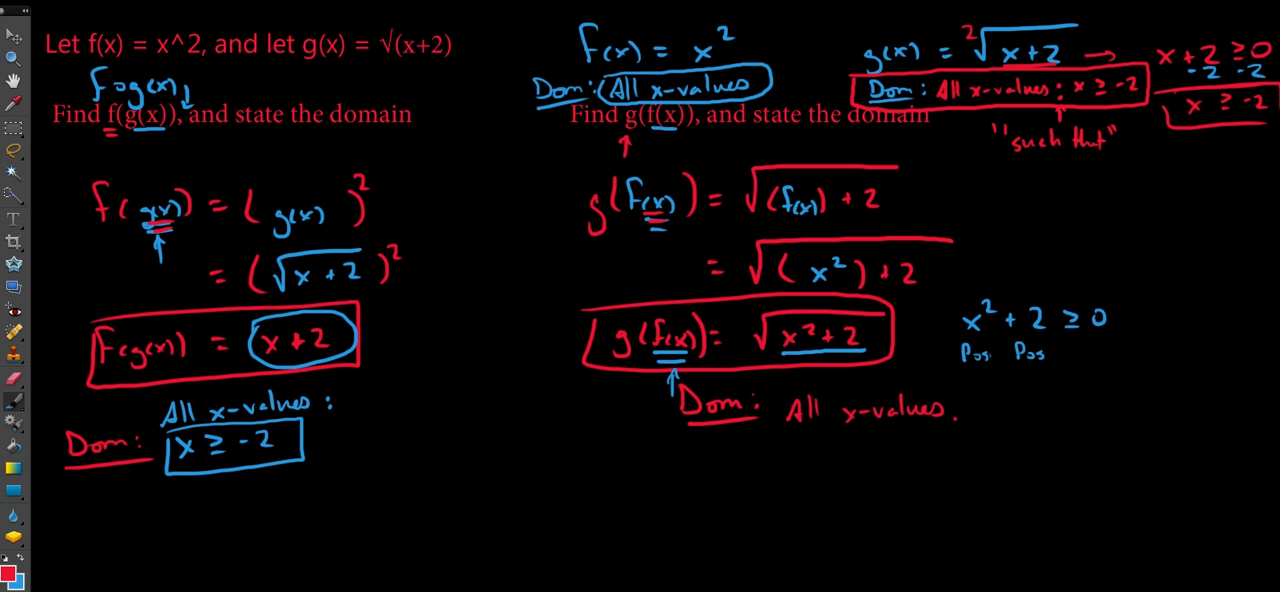 Let f(x) = x^2, and let g(x) = √(x+2)
fog(x)
Find f(g(x)), and state the domain
f(g(x)) = ( g(x) )²
= ( √x + 2 )²
f(g(x)) = x + 2
All x-values :
Dom: x ≥ -2
f(x) = x²
Dom: All x-values
g(x) = ²√x+2 → x + 2 ≥ 0
-2 -2
Dom: All x-values : x ≥ -2
x ≥ -2
"such that"
Find g(f(x)), and state the domain
g(f(x)) = √(f(x)) + 2
= √( x² ) + 2
g(f(x)) = √x² + 2
x² + 2 ≥ 0
Pos Pos
Dom: All x-values.